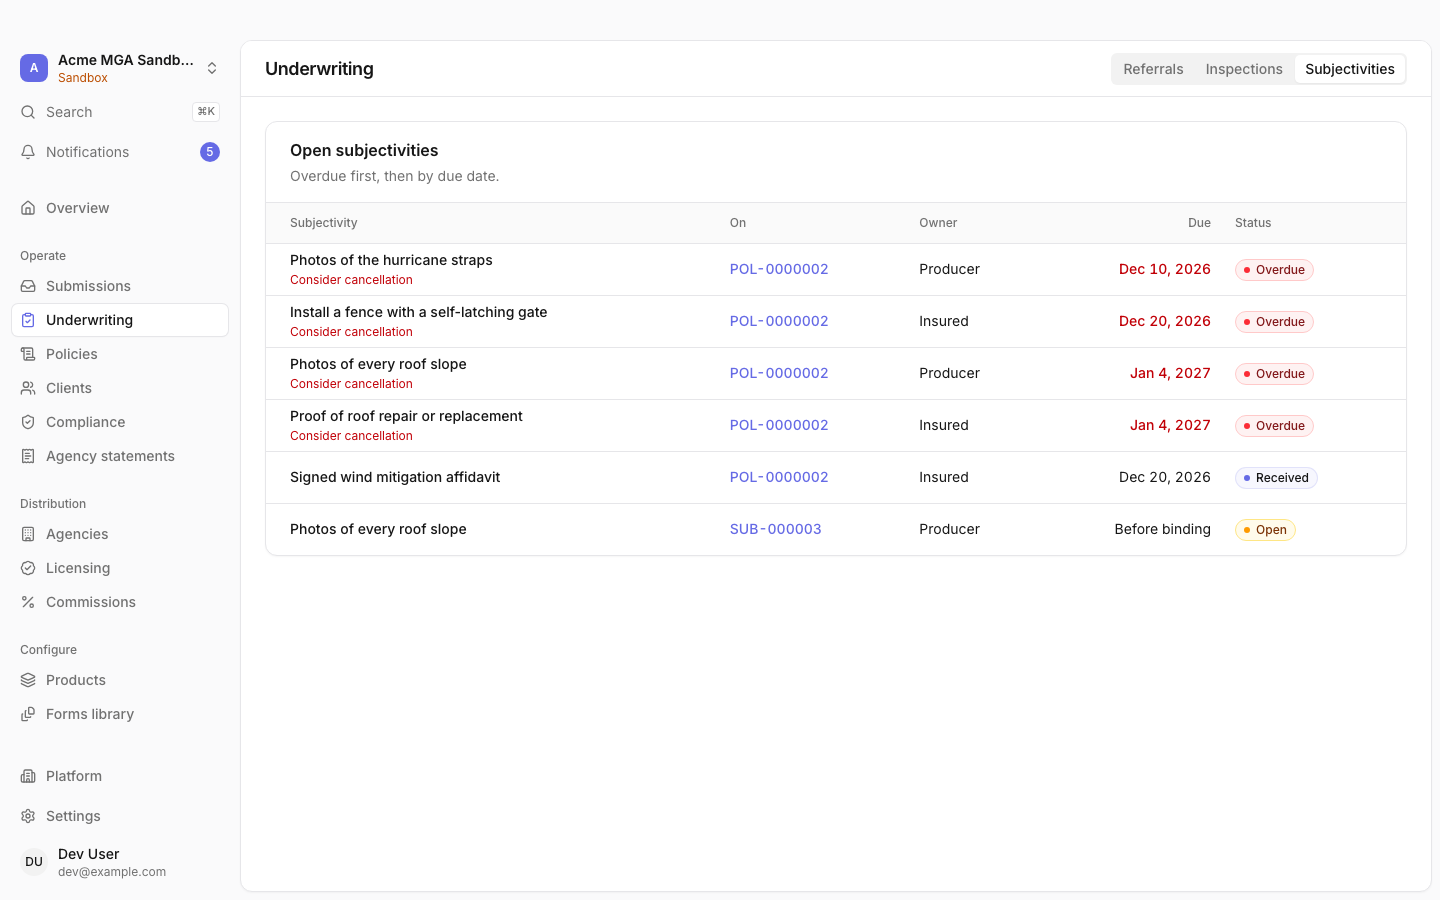 A
Acme MGA Sandb...
Sandbox
Search
⌘K
Notifications
5
Overview
Operate
Submissions
Underwriting
Policies
Clients
Compliance
Agency statements
Distribution
Agencies
Licensing
Commissions
Configure
Products
Forms library
Platform
Settings
DU
Dev User
dev@example.com
Underwriting
Referrals Inspections Subjectivities
Open subjectivities
Overdue first, then by due date.
Subjectivity On Owner Due Status
Photos of the hurricane straps
Consider cancellation
POL-0000002 Producer Dec 10, 2026 Overdue
Install a fence with a self-latching gate
Consider cancellation
POL-0000002 Insured Dec 20, 2026 Overdue
Photos of every roof slope
Consider cancellation
POL-0000002 Producer Jan 4, 2027 Overdue
Proof of roof repair or replacement
Consider cancellation
POL-0000002 Insured Jan 4, 2027 Overdue
Signed wind mitigation affidavit POL-0000002 Insured Dec 20, 2026 Received
Photos of every roof slope SUB-000003 Producer Before binding Open